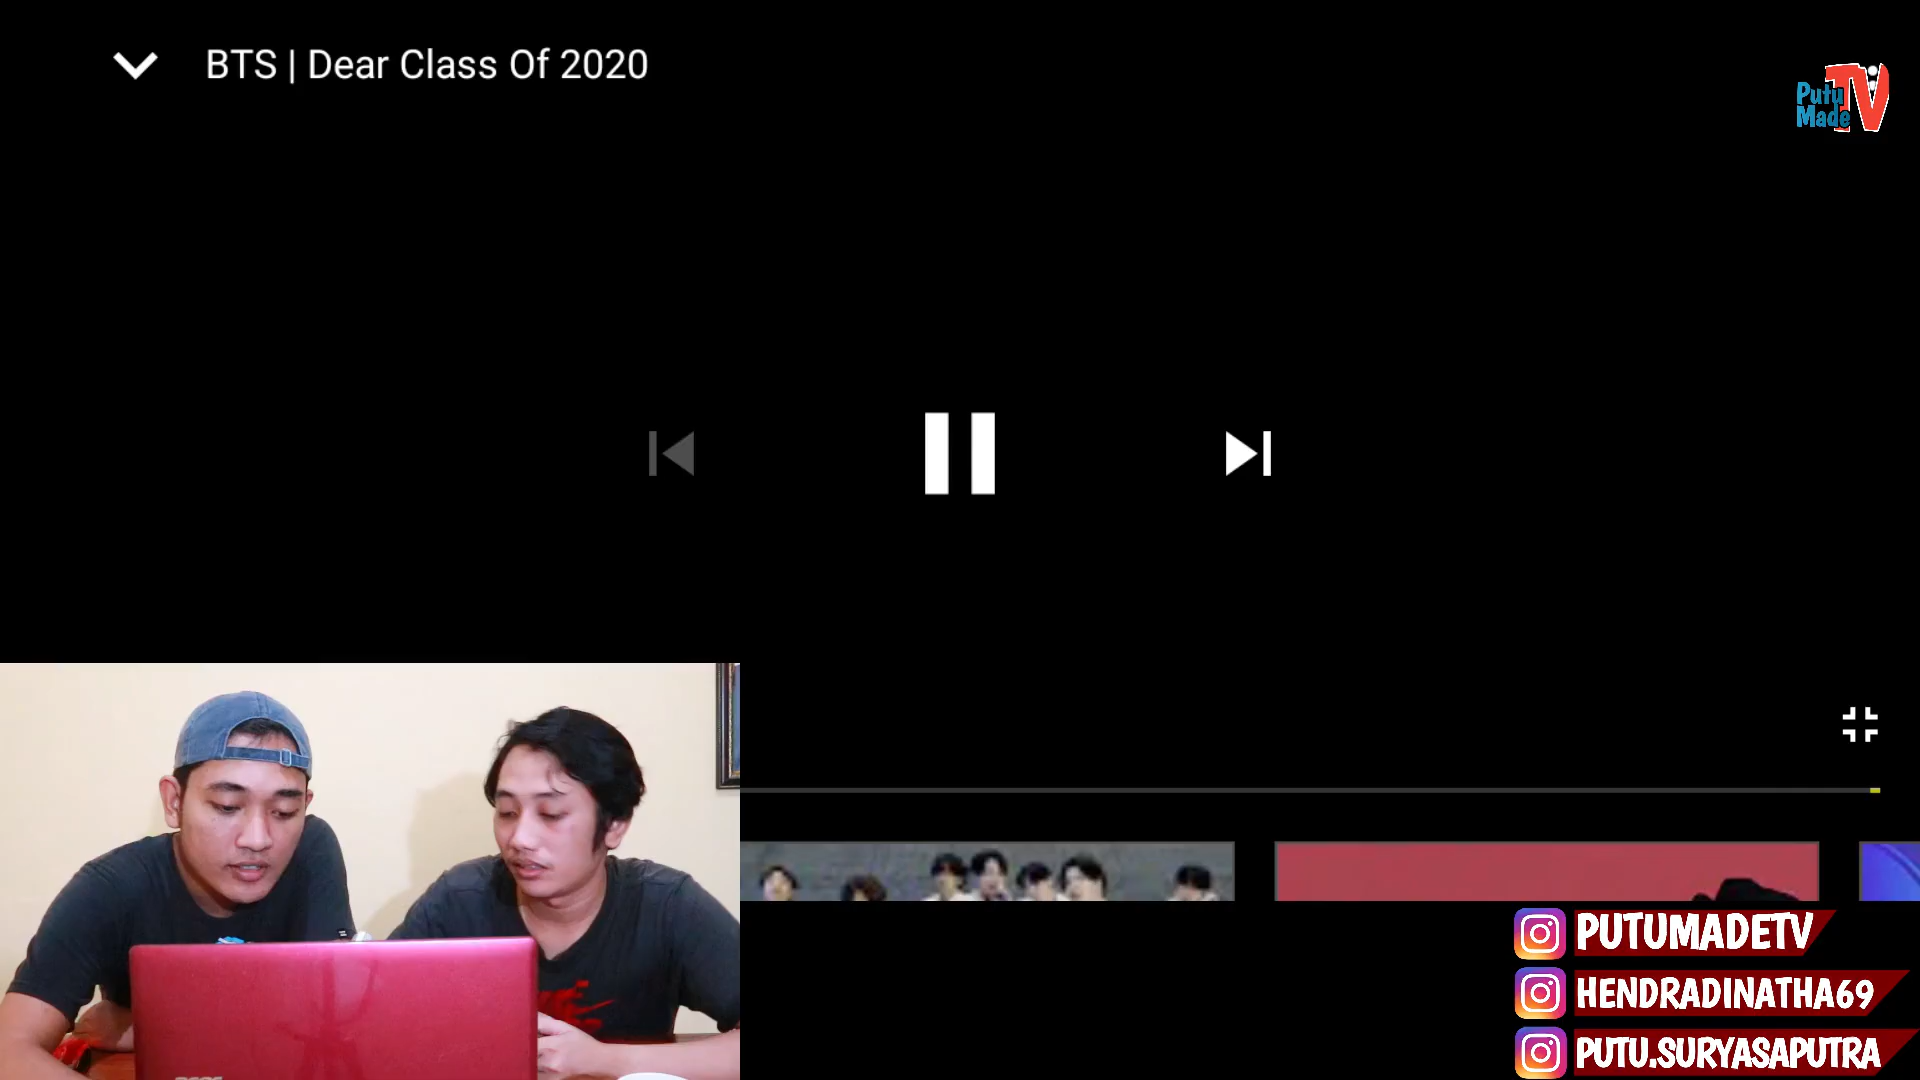 BTS | Dear Class Of 2020
Putu
Made
TV
PUTUMADETV
HENDRADINATHA69
PUTU.SURYASAPUTRA